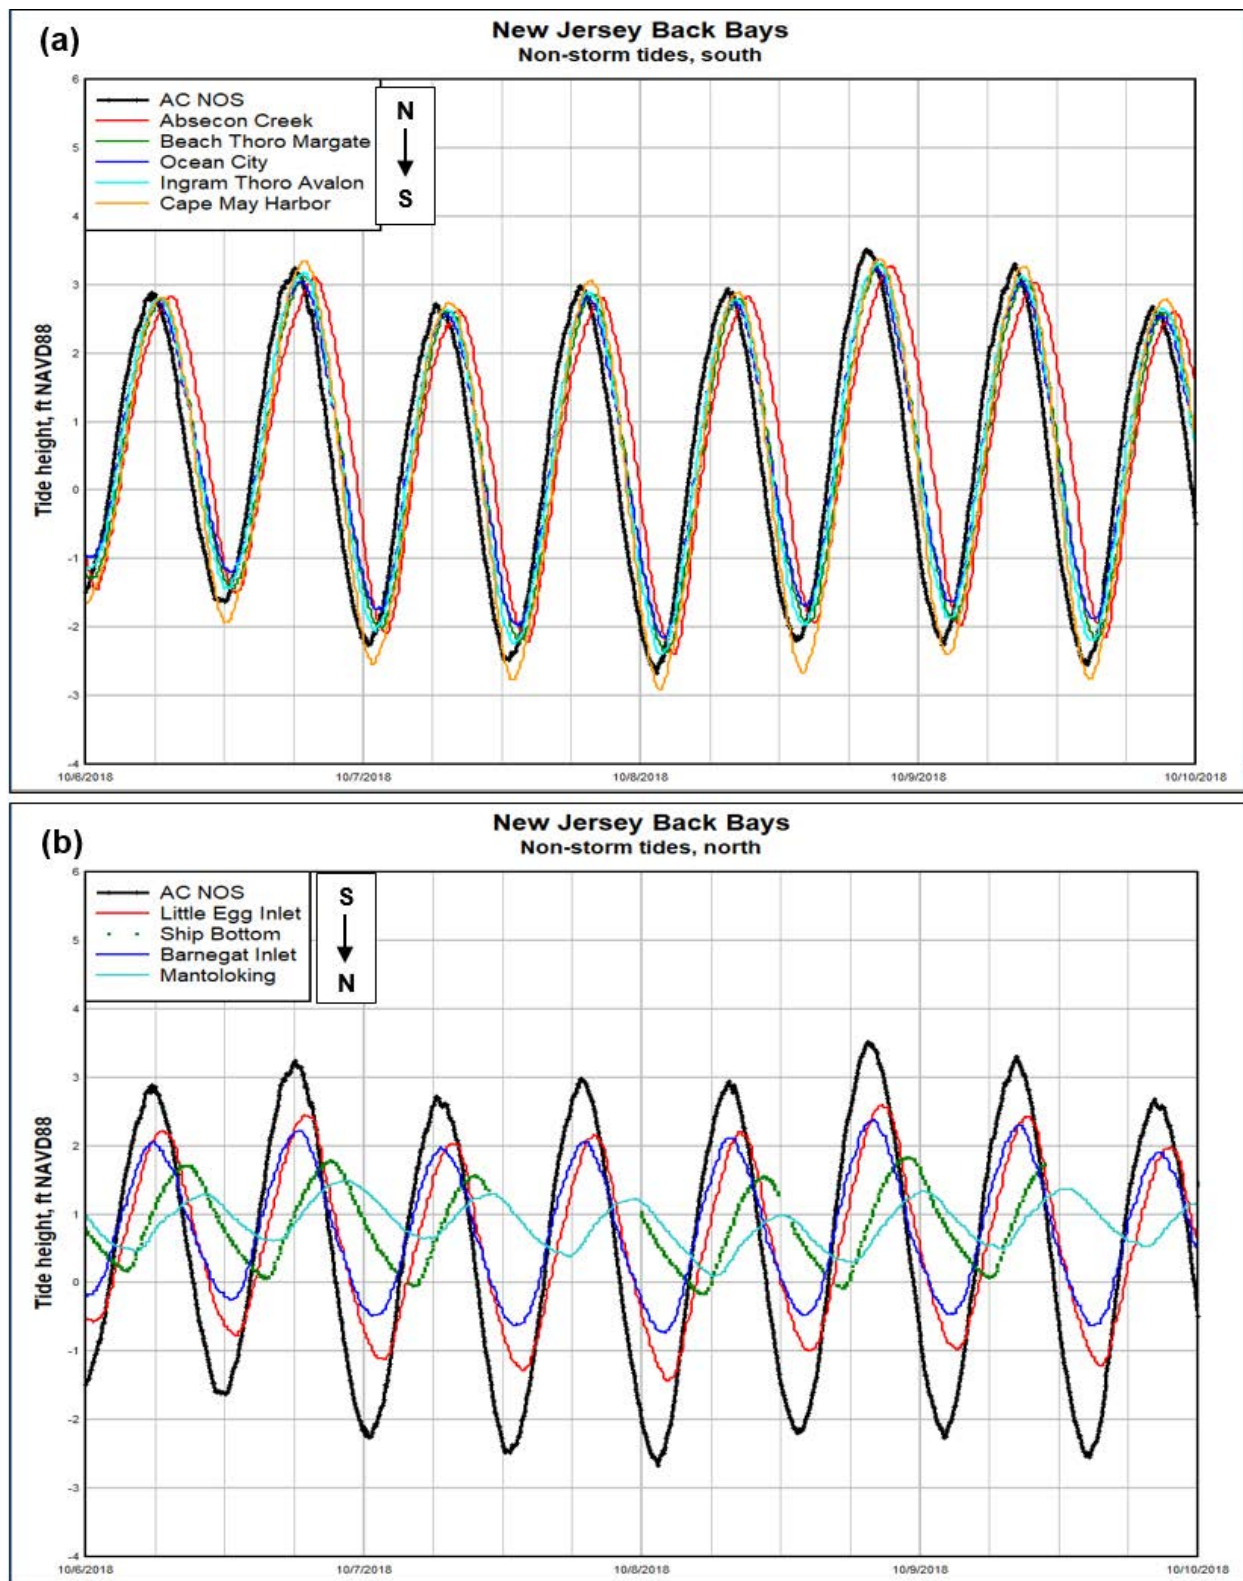 (a)
New Jersey Back Bays
Non-storm tides, south
AC NOS
Absecon Creek
Beach Thoro Margate
Ocean City
Ingram Thoro Avalon
Cape May Harbor
N
S
Tide height, ft NAVD88
6
5
4
3
2
1
0
-1
-2
-3
-4
10/6/2018
10/7/2018
10/8/2018
10/9/2018
10/10/2018
(b)
New Jersey Back Bays
Non-storm tides, north
AC NOS
Little Egg Inlet
Ship Bottom
Barnegat Inlet
Mantoloking
S
N
Tide height, ft NAVD88
6
5
4
3
2
1
0
-1
-2
-3
-4
10/6/2018
10/7/2018
10/8/2018
10/9/2018
10/10/2018